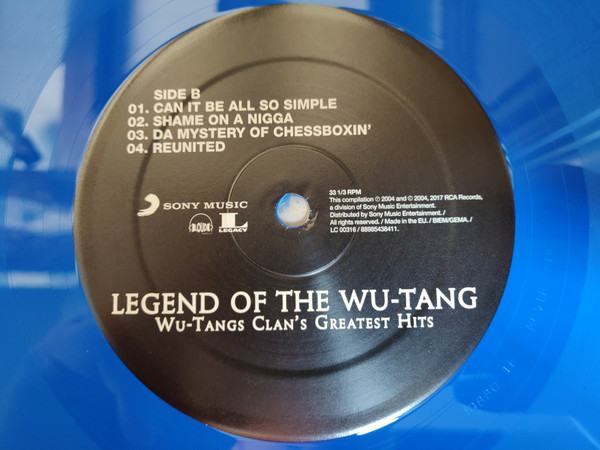 SIDE B
01. CAN IT BE ALL SO SIMPLE
02. SHAME ON A NIGGA
03. DA MYSTERY OF CHESSBOXIN'
04. REUNITED
SONY MUSIC
LOUD
L
LEGACY
33 1/3 RPM
This compilation ℗ 2004 and © 2004, 2017 RCA Records,
a division of Sony Music Entertainment.
Distributed by Sony Music Entertainment. /
All rights reserved. / Made in the EU. / BIEM/GEMA. /
LC 00316 / 88985438411.
LEGEND OF THE WU-TANG
WU-TANGS CLAN'S GREATEST HITS